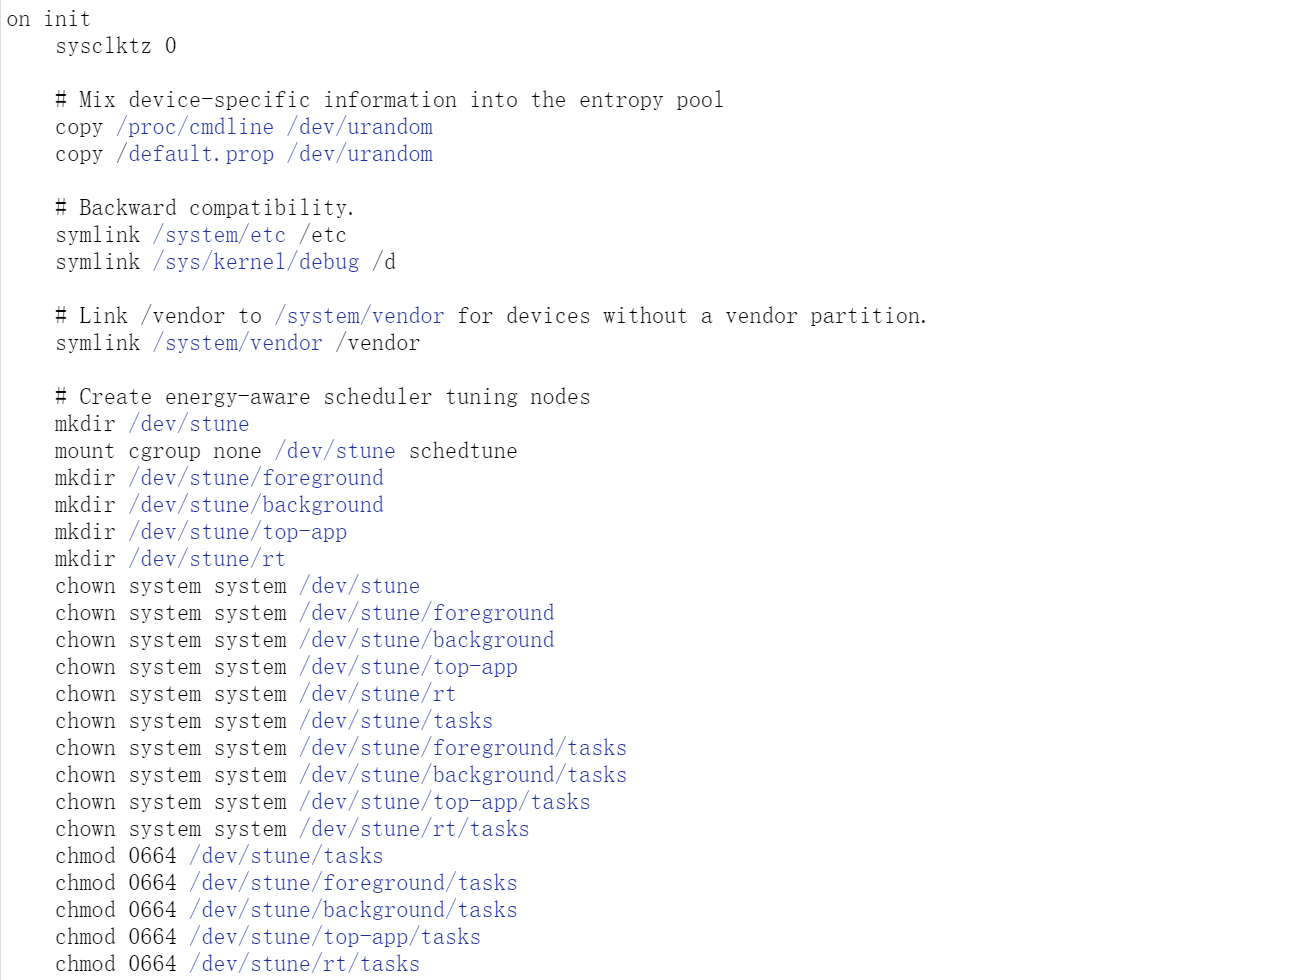 on init
    sysclktz 0

    # Mix device-specific information into the entropy pool
    copy /proc/cmdline /dev/urandom
    copy /default.prop /dev/urandom

    # Backward compatibility.
    symlink /system/etc /etc
    symlink /sys/kernel/debug /d

    # Link /vendor to /system/vendor for devices without a vendor partition.
    symlink /system/vendor /vendor

    # Create energy-aware scheduler tuning nodes
    mkdir /dev/stune
    mount cgroup none /dev/stune schedtune
    mkdir /dev/stune/foreground
    mkdir /dev/stune/background
    mkdir /dev/stune/top-app
    mkdir /dev/stune/rt
    chown system system /dev/stune
    chown system system /dev/stune/foreground
    chown system system /dev/stune/background
    chown system system /dev/stune/top-app
    chown system system /dev/stune/rt
    chown system system /dev/stune/tasks
    chown system system /dev/stune/foreground/tasks
    chown system system /dev/stune/background/tasks
    chown system system /dev/stune/top-app/tasks
    chown system system /dev/stune/rt/tasks
    chmod 0664 /dev/stune/tasks
    chmod 0664 /dev/stune/foreground/tasks
    chmod 0664 /dev/stune/background/tasks
    chmod 0664 /dev/stune/top-app/tasks
    chmod 0664 /dev/stune/rt/tasks